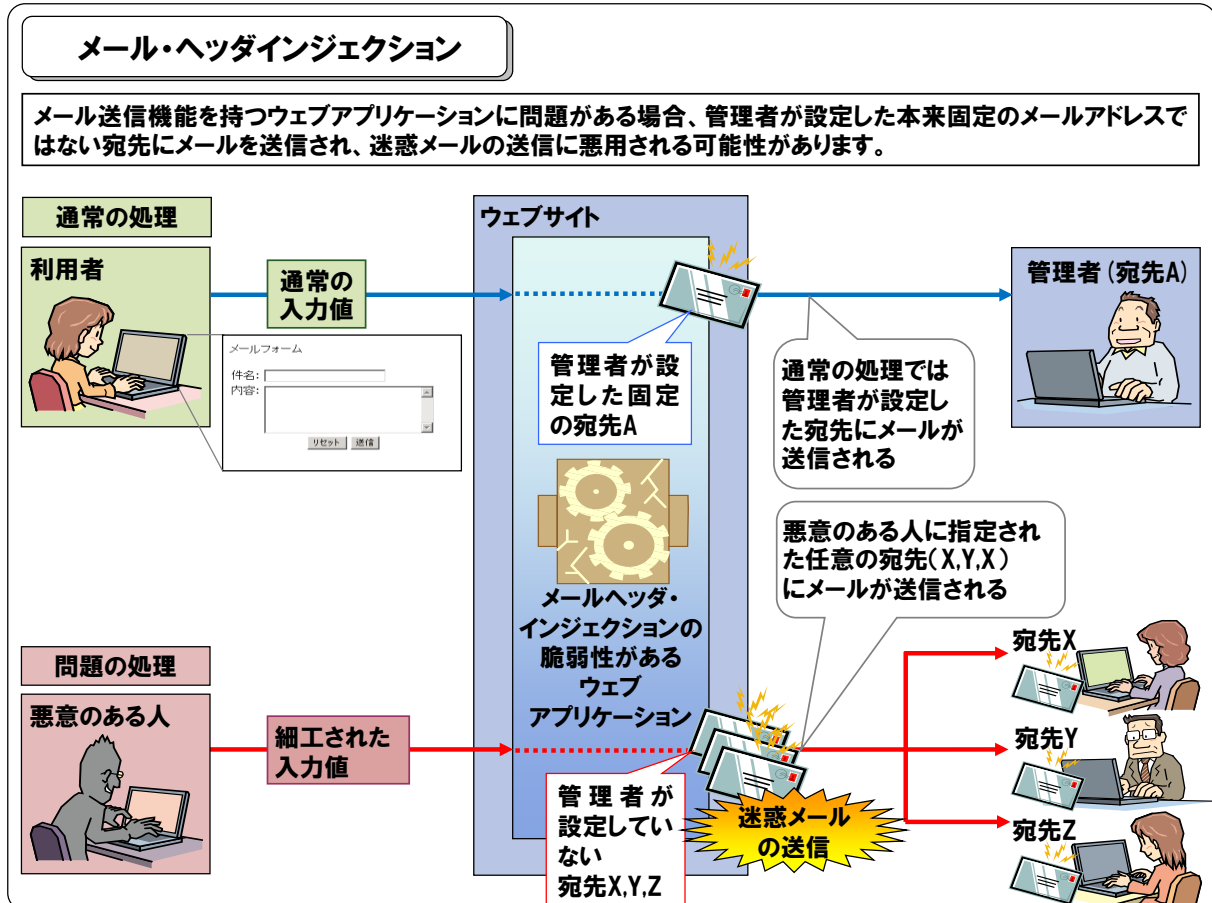 メール・ヘッダインジェクション
メール送信機能を持つウェブアプリケーションに問題がある場合、管理者が設定した本来固定のメールアドレスで
はない宛先にメールを送信され、迷惑メールの送信に悪用される可能性があります。
通常の処理
利用者
通常の
入力値
メールフォーム
件名:
内容:
リセット 送信
ウェブサイト
管理者が設
定した固定
の宛先A
管理者(宛先A)
通常の処理では
管理者が設定し
た宛先にメールが
送信される
メールヘッダ・
インジェクションの
脆弱性がある
ウェブ
アプリケーション
悪意のある人に指定され
た任意の宛先(X,Y,X)
にメールが送信される
問題の処理
悪意のある人
細工された
入力値
管理者が
設定してい
ない
宛先X,Y,Z
迷惑メール
の送信
宛先X
宛先Y
宛先Z